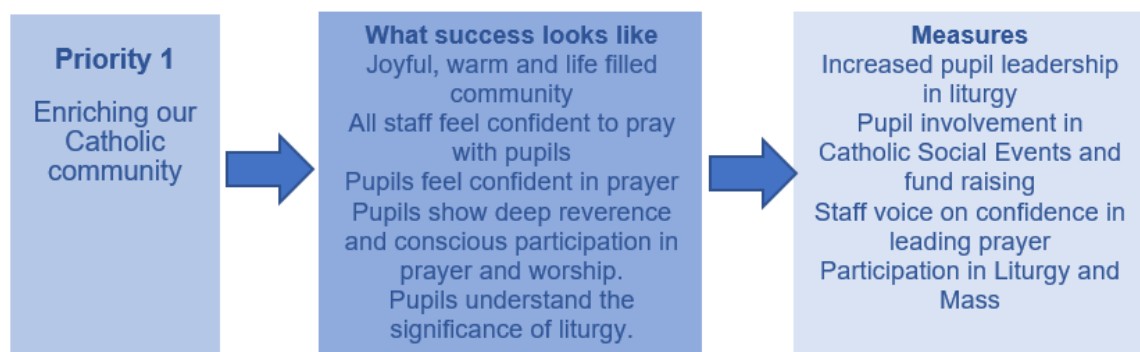 Priority 1
Enriching our
Catholic
community
What success looks like
Joyful, warm and life filled
community
All staff feel confident to pray
with pupils
Pupils feel confident in prayer
Pupils show deep reverence
and conscious participation in
prayer and worship.
Pupils understand the
significance of liturgy.
Measures
Increased pupil leadership
in liturgy
Pupil involvement in
Catholic Social Events and
fund raising
Staff voice on confidence in
leading prayer
Participation in Liturgy and
Mass